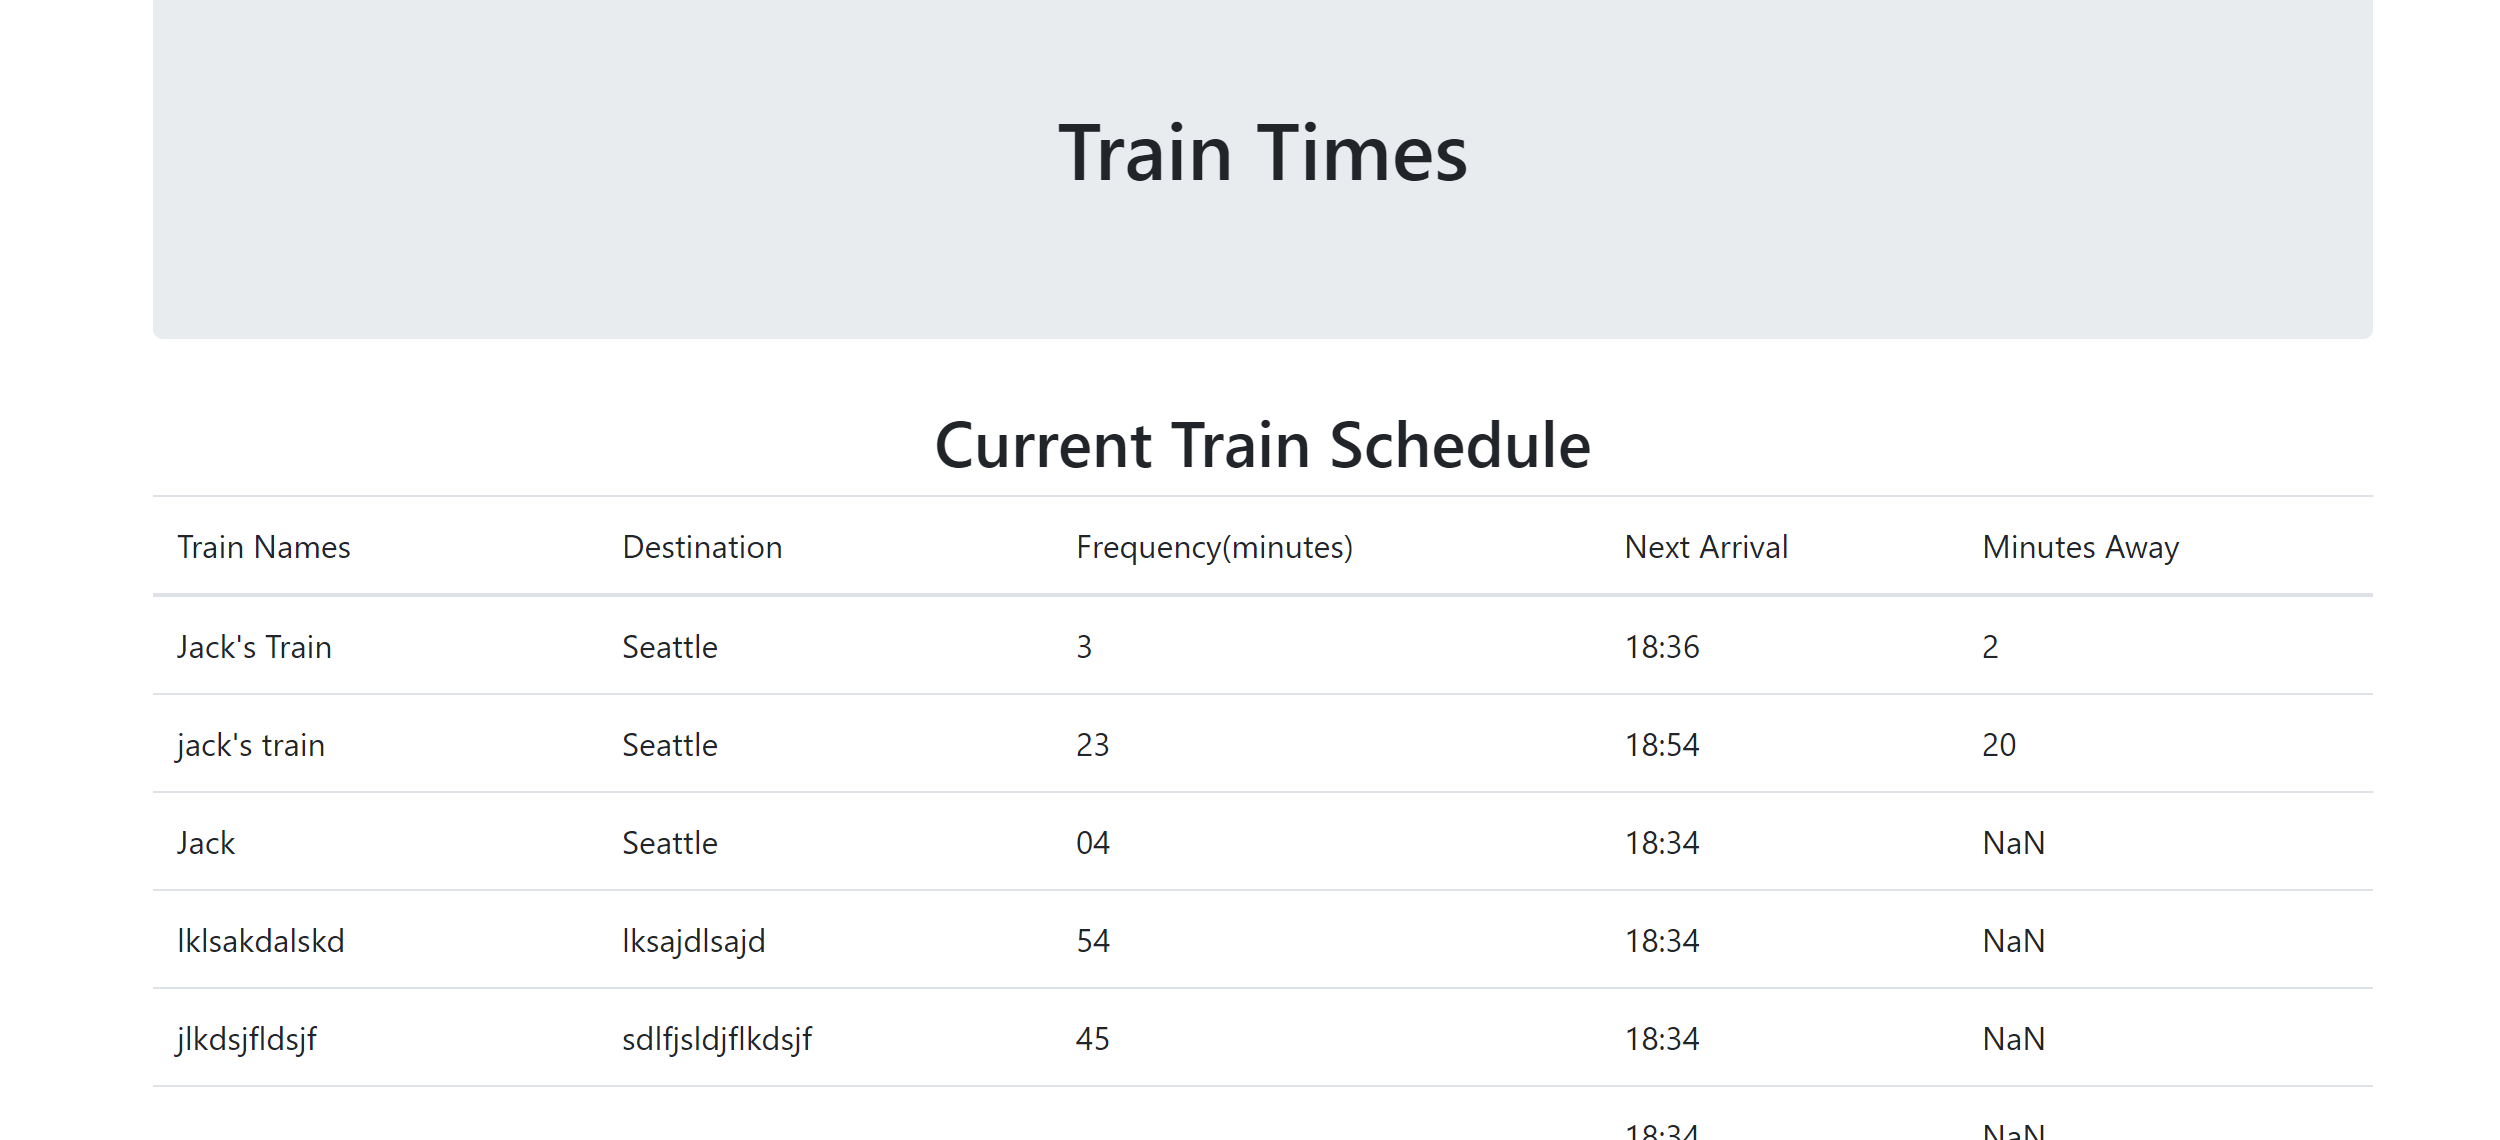 Train Times
Current Train Schedule
Train Names Destination Frequency(minutes) Next Arrival Minutes Away
Jack's Train Seattle 3 18:36 2
jack's train Seattle 23 18:54 20
Jack Seattle 04 18:34 NaN
lklsakdalskd lksajdlsajd 54 18:34 NaN
jlkdsjfldsjf sdlfjsldjflkdsjf 45 18:34 NaN
18:34 NaN